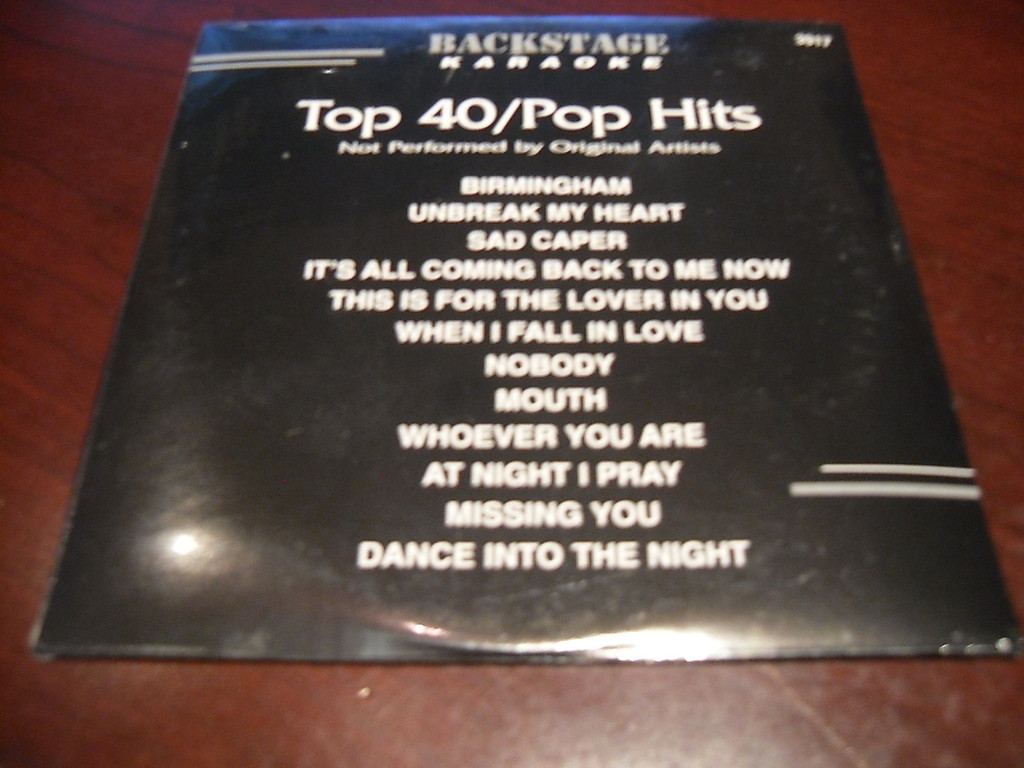 BACKSTAGE
KARAOKE
3917
Top 40/Pop Hits
Not Performed by Original Artists
BIRMINGHAM
UNBREAK MY HEART
SAD CAPER
IT'S ALL COMING BACK TO ME NOW
THIS IS FOR THE LOVER IN YOU
WHEN I FALL IN LOVE
NOBODY
MOUTH
WHOEVER YOU ARE
AT NIGHT I PRAY
MISSING YOU
DANCE INTO THE NIGHT